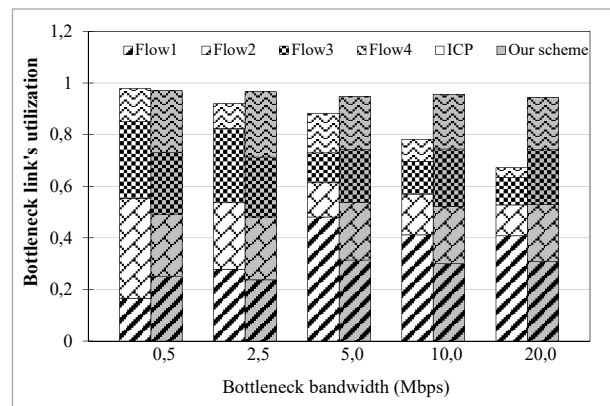 1,2
Flow1 Flow2 Flow3 Flow4 ICP Our scheme
1
0,8
0,6
0,4
0,2
0
Bottleneck link's utilization
0,5 2,5 5,0 10,0 20,0
Bottleneck bandwidth (Mbps)